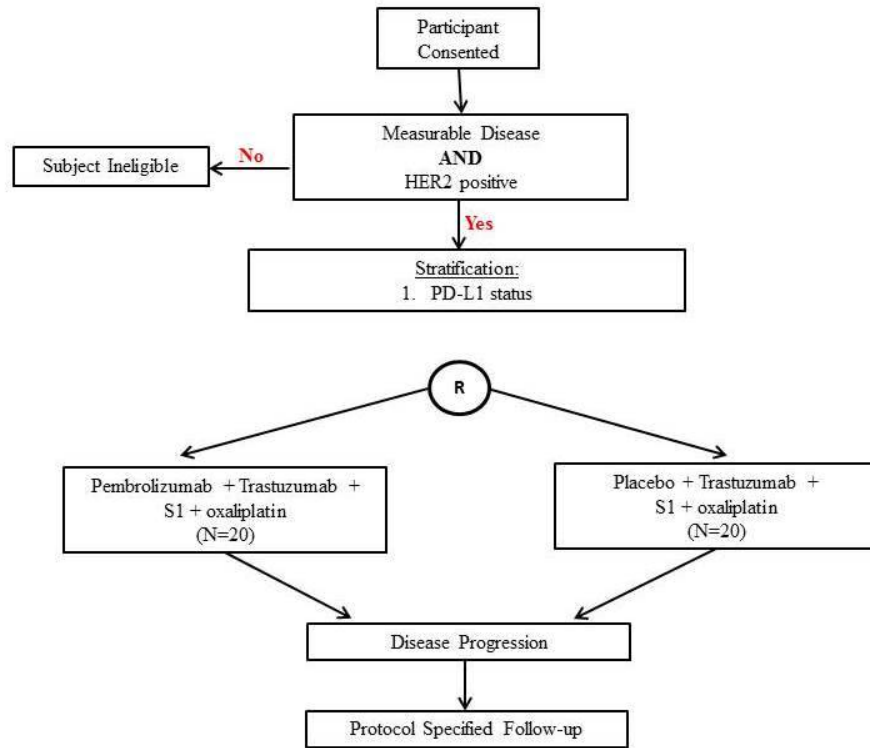 Participant
Consented
Measurable Disease
AND
HER2 positive
No
Subject Ineligible
Yes
Stratification:
1. PD-L1 status
R
Pembrolizumab + Trastuzumab +
S1 + oxaliplatin
(N=20)
Placebo + Trastuzumab +
S1 + oxaliplatin
(N=20)
Disease Progression
Protocol Specified Follow-up